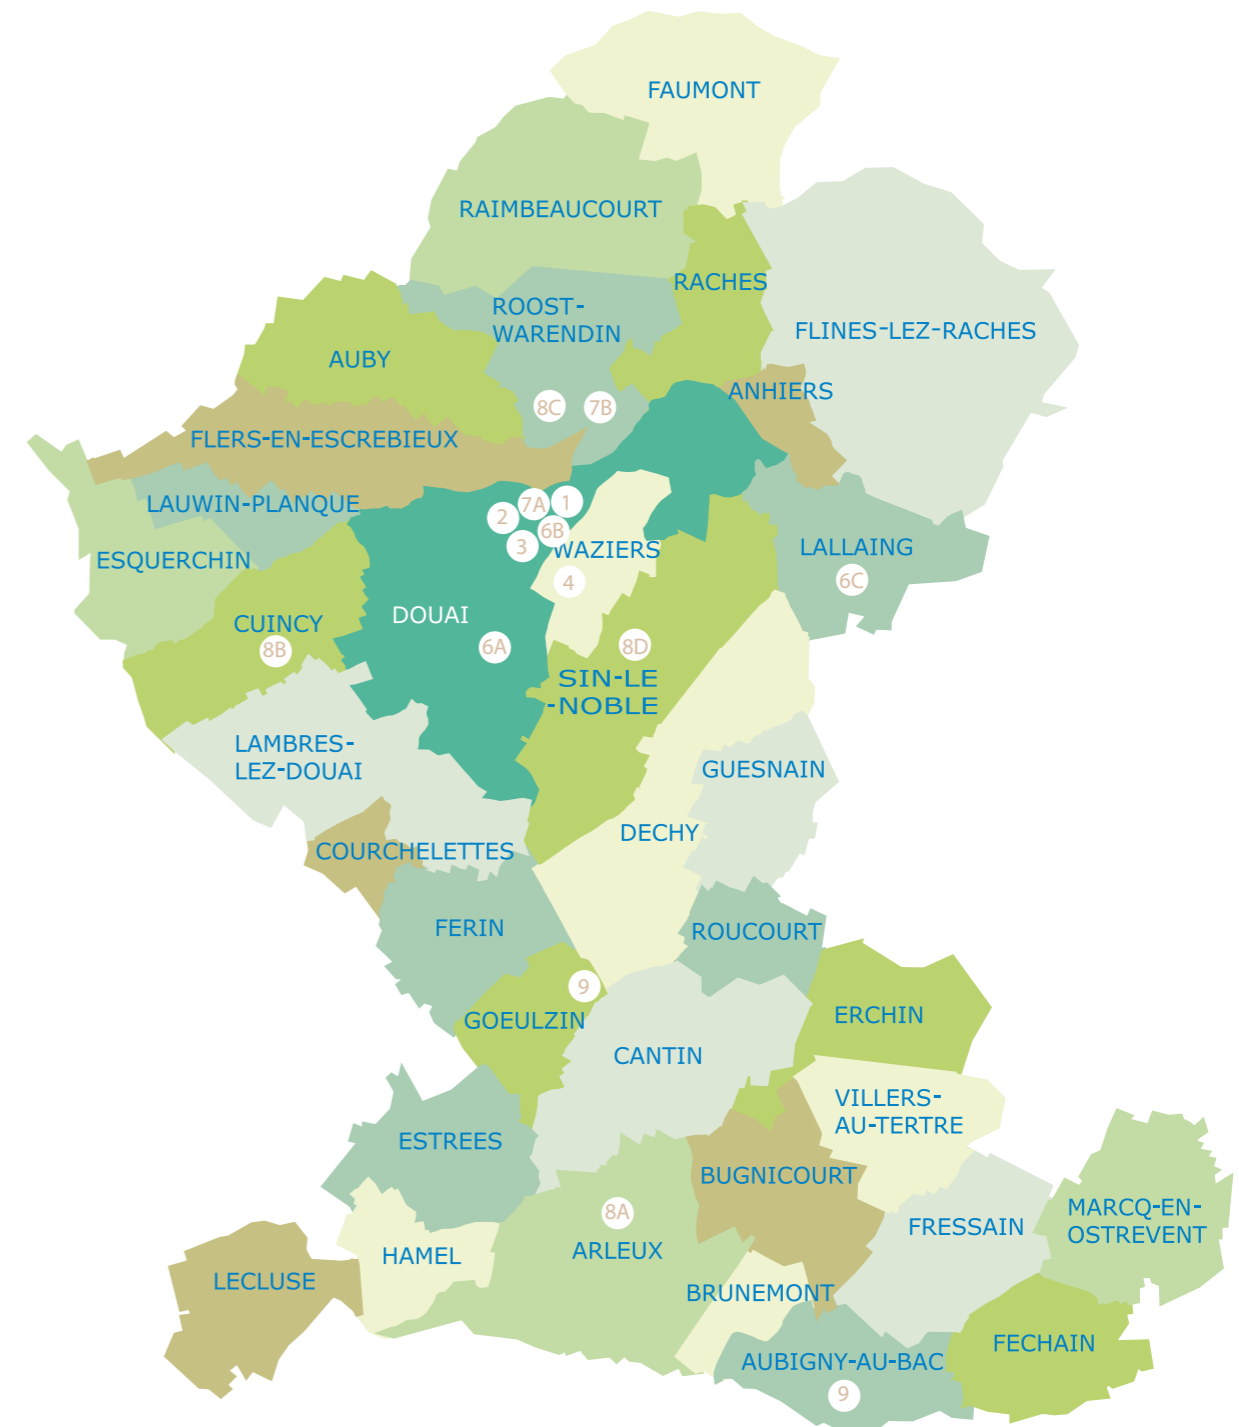 FAUMONT
RAIMBEAUCOURT
RACHES
ROOST-
WARENDIN
FLINES-LEZ-RACHES
AUBY
ANHIERS
8C
7B
FLERS-EN-ESCREBIEUX
LAUWIN-PLANQUE
7A
1
2
6B
3
WAZIERS
LALLAING
ESQUERCHIN
4
6C
DOUAI
CUINCY
8B
6A
8D
SIN-LE
-NOBLE
LAMBRES-
LEZ-DOUAI
GUESNAIN
DECHY
COURCHELETTES
FERIN
ROUCOURT
9
GOEULZIN
ERCHIN
CANTIN
VILLERS-
AU-TERTRE
ESTREES
BUGNICOURT
8A
MARCQ-EN-
OSTREVENT
FRESSAIN
ARLEUX
HAMEL
LECLUSE
BRUNEMONT
FECHAIN
AUBIGNY-AU-BAC
9